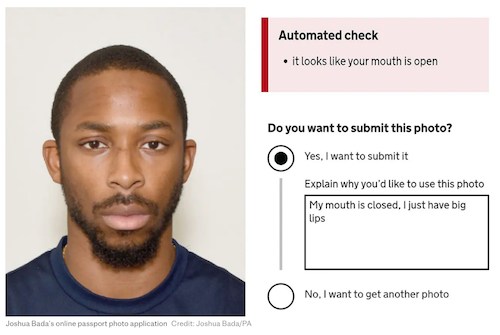 Automated check
• it looks like your mouth is open
Do you want to submit this photo?
Yes, I want to submit it
Explain why you'd like to use this photo
My mouth is closed, I just have big
lips
No, I want to get another photo
Joshua Bada's online passport photo application Credit: Joshua Bada/PA